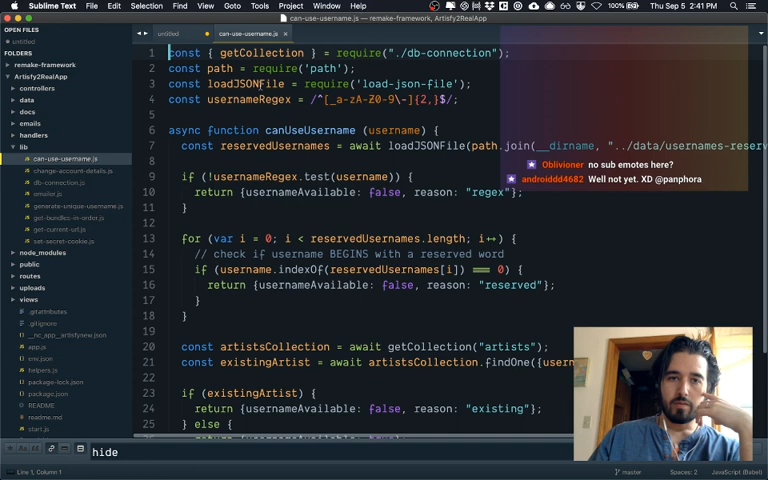 Sublime Text File Edit Selection Find View Goto Tools Project Window Help
100% Thu Sep 5 2:41 PM
can-use-username.js — remake-framework, Artisfy2RealApp
OPEN FILES
untitled
FOLDERS
remake-framework
Artisfy2RealApp
controllers
data
docs
emails
handlers
lib
can-use-username.js
change-account-details.js
db-connection.js
emailer.js
generate-unique-username.js
get-bundles-in-order.js
get-current-url.js
set-secret-cookie.js
node_modules
public
routes
uploads
views
.gitattributes
.gitignore
__nc_app__artisfynew.json
app.js
env.json
helpers.js
package-lock.json
package.json
README
readme.md
start.js
untitled
can-use-username.js
1 const { getCollection } = require("./db-connection");
2 const path = require('path');
3 const loadJSONFile = require('load-json-file');
4 const usernameRegex = /^[_a-zA-Z0-9\-]{2,}$/;
5
6 async function canUseUsername (username) {
7 const reservedUsernames = await loadJSONFile(path.join(__dirname, "../data/usernames-reserv
8
9 if (!usernameRegex.test(username)) {
10 return {usernameAvailable: false, reason: "regex"};
11 }
12
13 for (var i = 0; i < reservedUsernames.length; i++) {
14 // check if username BEGINS with a reserved word
15 if (username.indexOf(reservedUsernames[i]) === 0) {
16 return {usernameAvailable: false, reason: "reserved"};
17 }
18 }
19
20 const artistsCollection = await getCollection("artists");
21 const existingArtist = await artistsCollection.findOne({usern
22
23 if (existingArtist) {
24 return {usernameAvailable: false, reason: "existing"};
25 } else {
Oblivioner no sub emotes here?
androiddd4682 Well not yet. XD @panphora
hide
Line 1, Column 1
master
Spaces: 2
JavaScript (Babel)